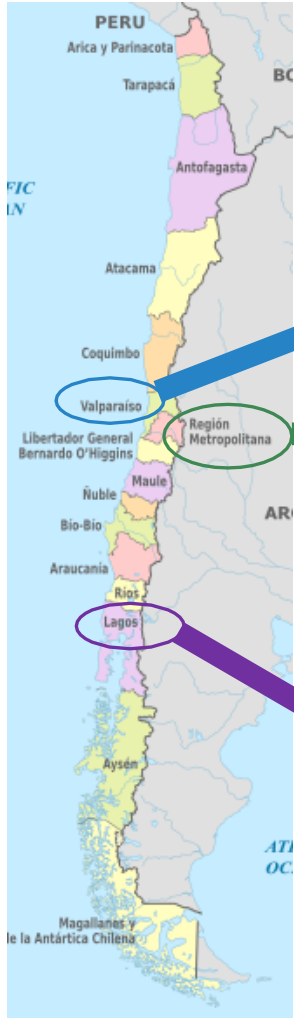 PERU
Arica y Parinacota
Tarapacá
BO
Antofagasta
FIC
AN
Atacama
Coquimbo
Valparaíso
Región
Metropolitana
Libertador General
Bernardo O'Higgins
Maule
Ñuble
ARG
Bío-Bío
Araucanía
Ríos
Lagos
Aysén
ATL
OC
Magallanes y
de la Antártica Chilena